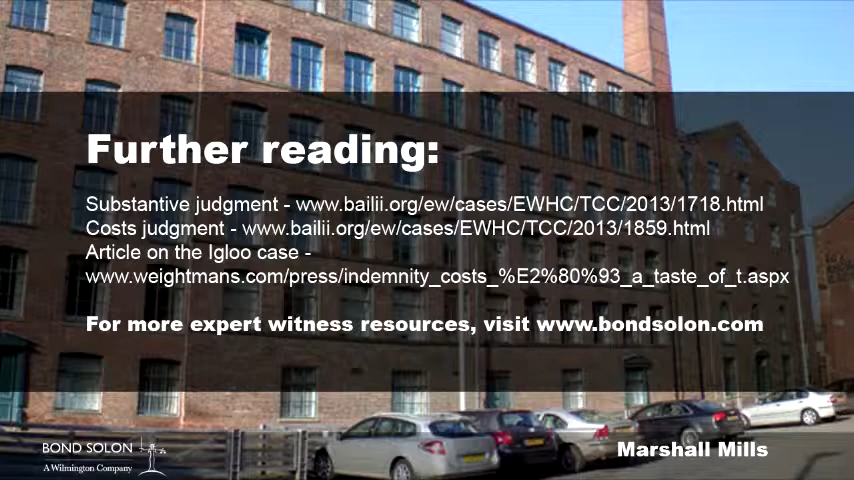 Further reading:
Substantive judgment - www.bailii.org/ew/cases/EWHC/TCC/2013/1718.html
Costs judgment - www.bailii.org/ew/cases/EWHC/TCC/2013/1859.html
Article on the Igloo case -
www.weightmans.com/press/indemnity_costs_%E2%80%93_a_taste_of_t.aspx
For more expert witness resources, visit www.bondsolon.com
BOND SOLON
A Wilmington Company
Marshall Mills